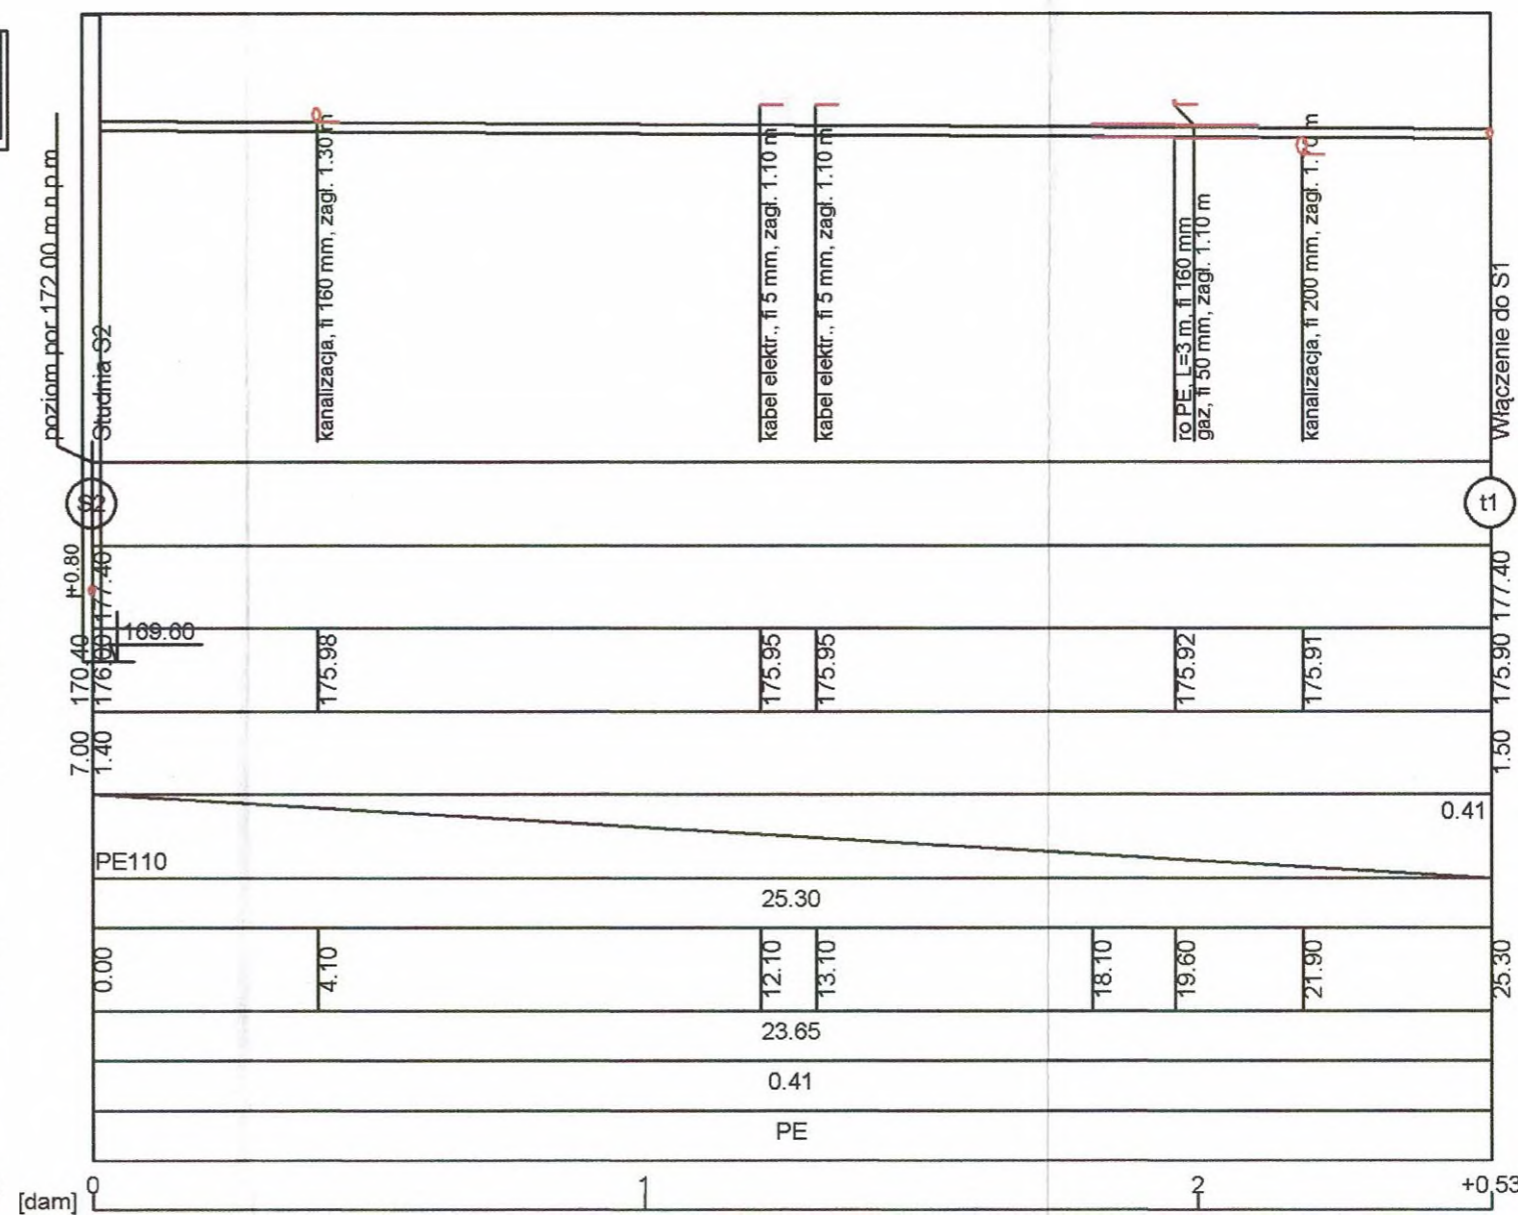 poziom por 172.00 m n.p.m
Studnia S2
kanalizacja, fi 160 mm, zagł. 1.30 m
kabel elektr., fi 5 mm, zagł. 1.10 m
kabel elektr., fi 5 mm, zagł. 1.10 m
ro PE, L=3 m, fi 160 mm
gaz, fi 50 mm, zagł. 1.10 m
kanalizacja, fi 200 mm, zagł.
Włączenie do S1
t1
H+0.80
177.40
177.40
170.40
176.00
169.60
175.98
175.95
175.95
175.92
175.91
175.90
7.00
1.40
1.50
0.41
PE110
25.30
0.00
4.10
12.10
13.10
18.10
19.60
21.90
25.30
23.65
0.41
PE
[dam]
0
1
2
+0.53